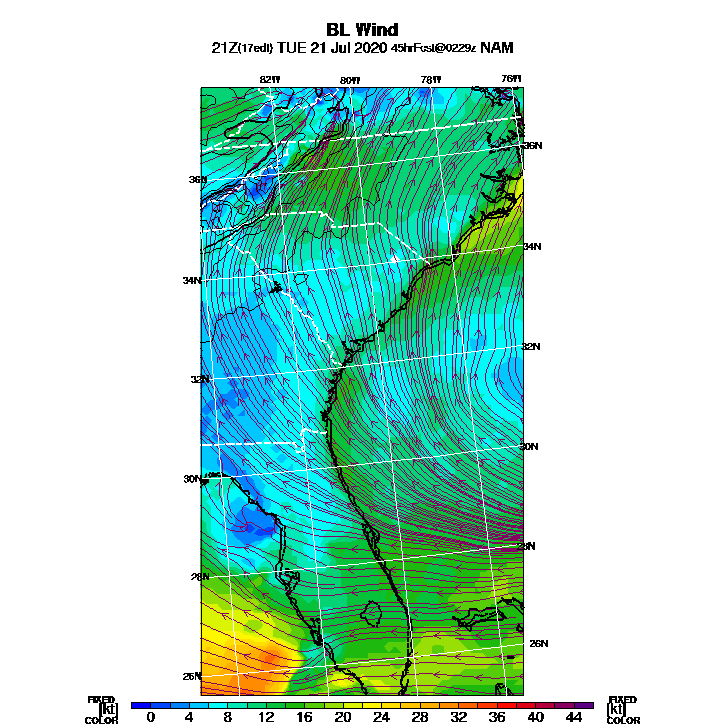 BL Wind
21Z(17edt) TUE 21 Jul 2020 45hrFcst@0229z NAM
82W 80W 78W 76W
36N
36N
34N
34N
32N
32N
30N
30N
28N
28N
26N
26N
FIXED FIXED
[kt] 0 4 8 12 16 20 24 28 32 36 40 44 [kt]
COLOR COLOR